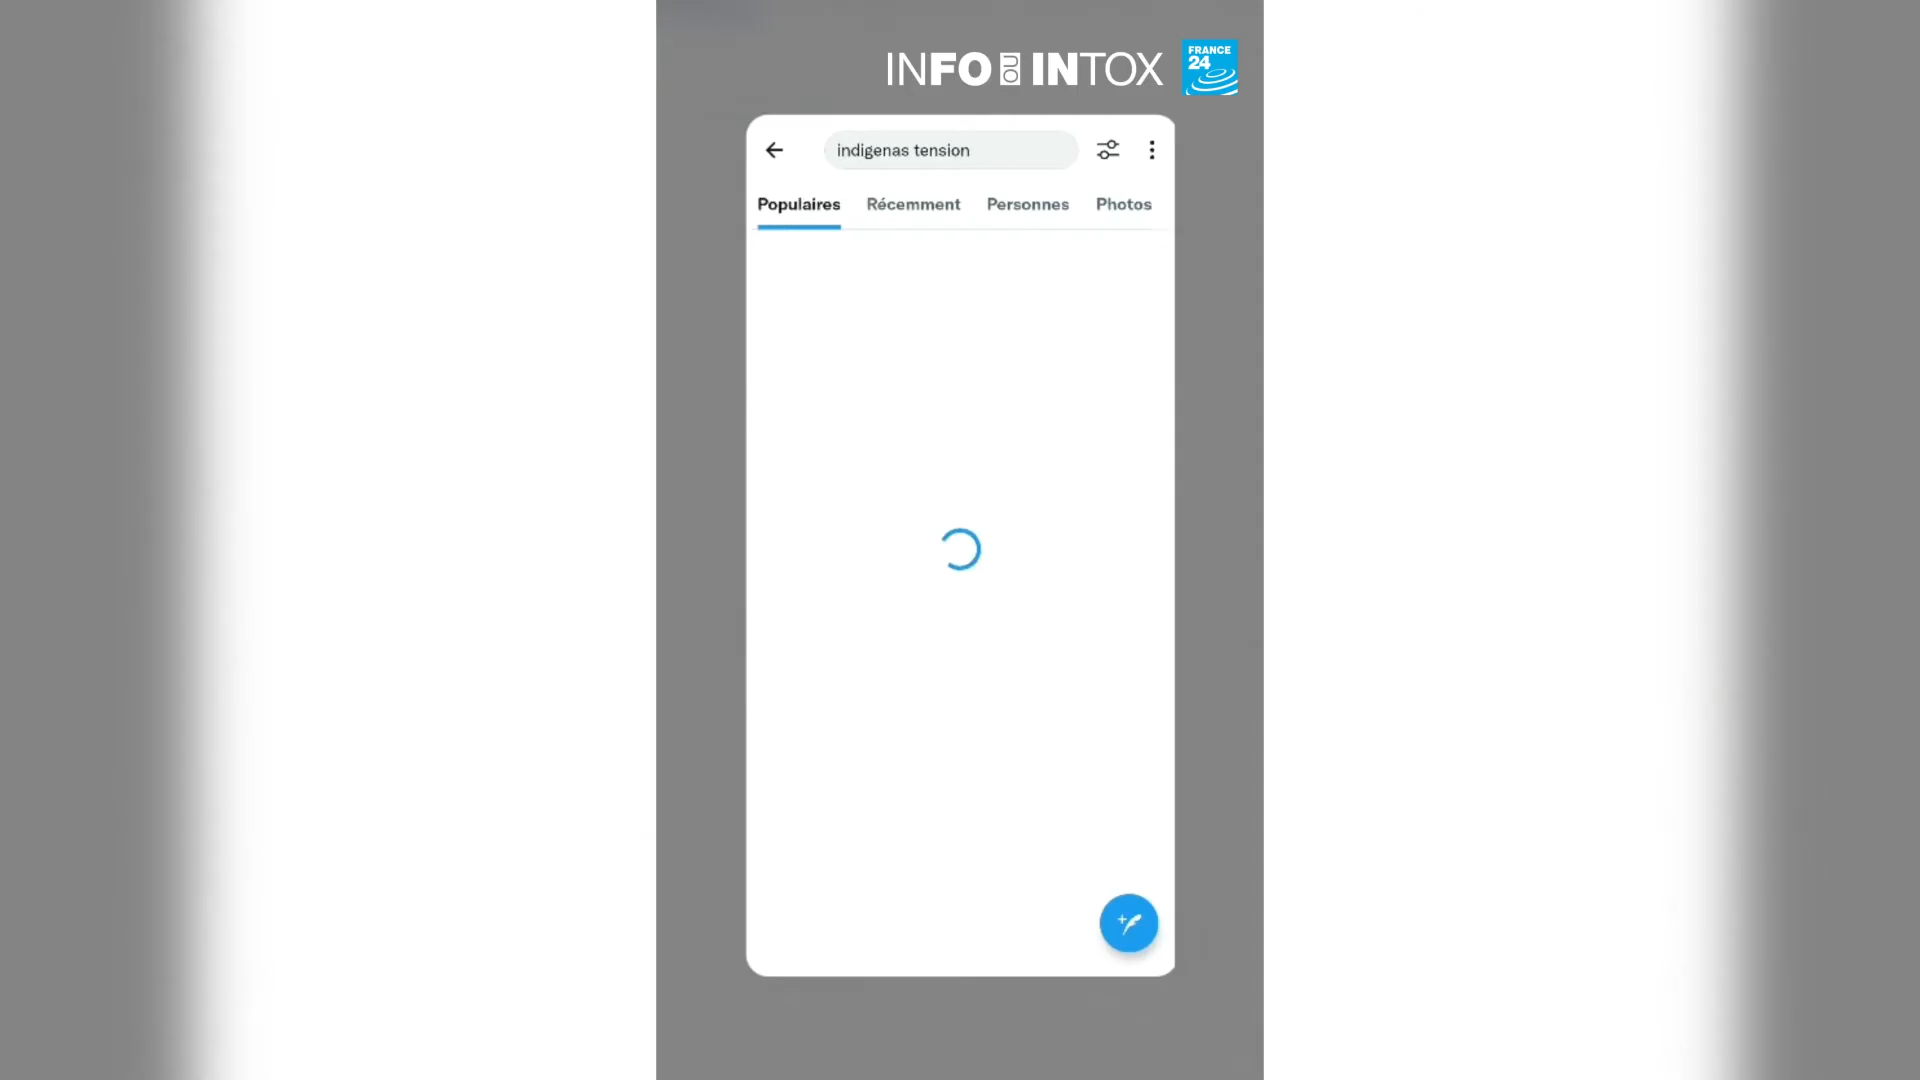 INFO OU INTOX
FRANCE
24
indigenas tension
Populaires Récemment Personnes Photos